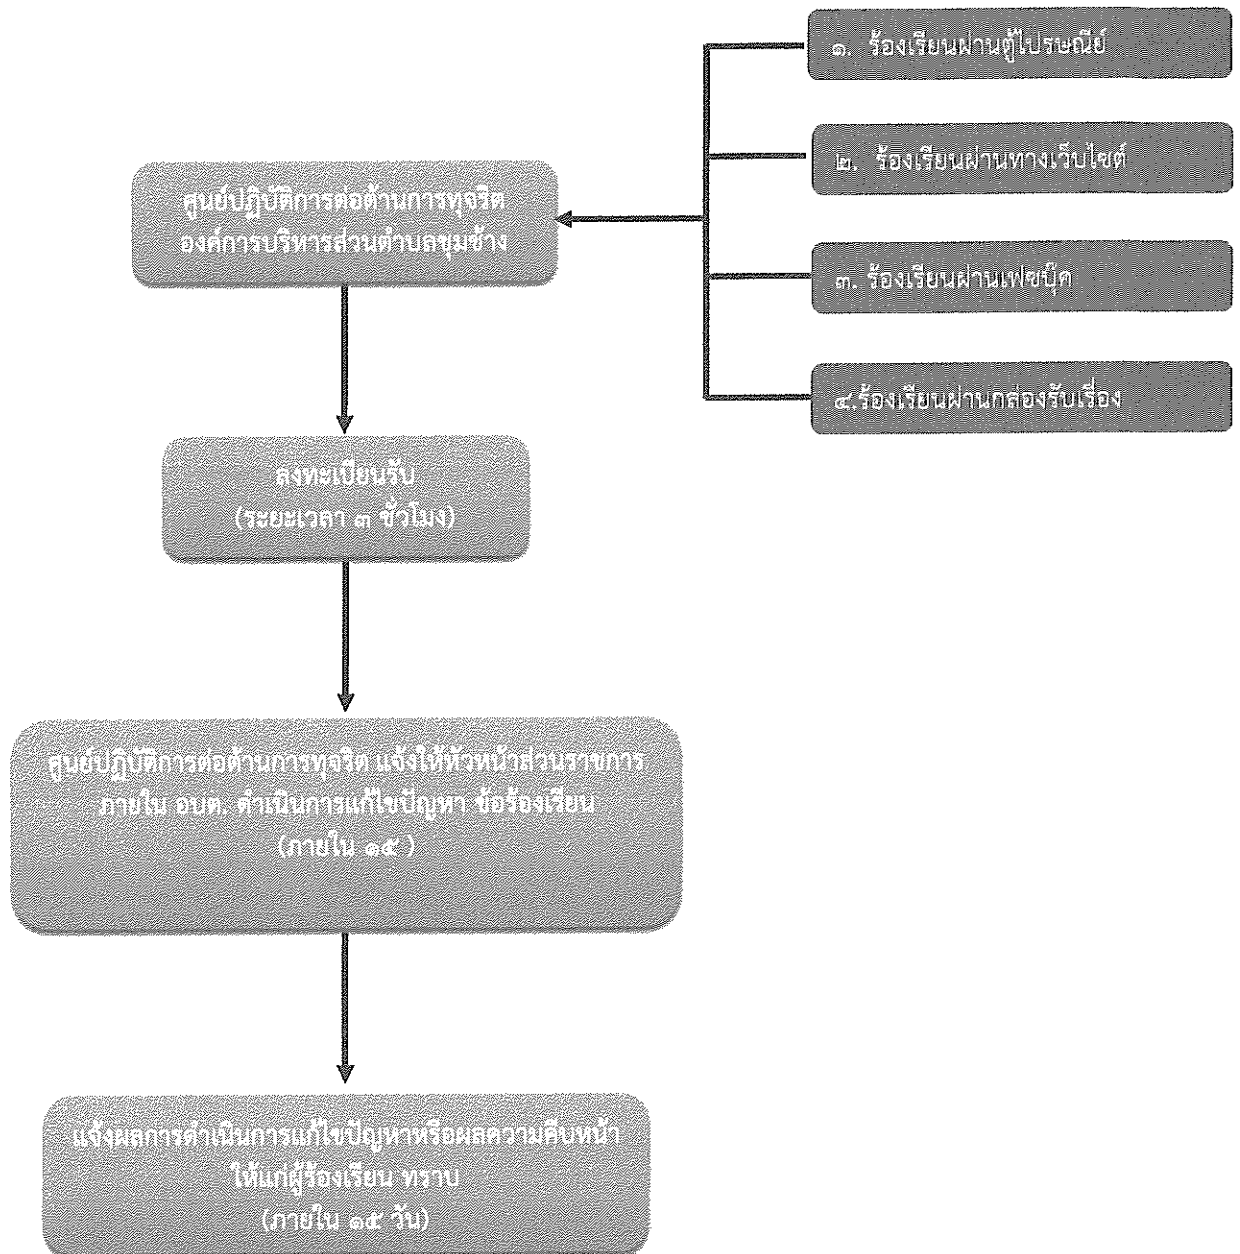 ๑. ร้องเรียนผ่านตู้ไปรษณีย์
๒. ร้องเรียนผ่านทางเว็บไซต์
๓. ร้องเรียนผ่านเฟซบุ๊ค
๔.ร้องเรียนผ่านกล่องรับเรื่อง
ศูนย์ปฏิบัติการต่อต้านการทุจริต
องค์การบริหารส่วนตำบลขุมช้าง
ลงทะเบียนรับ
(ระยะเวลา ๓ ชั่วโมง)
ศูนย์ปฏิบัติการต่อต้านการทุจริต แจ้งให้หัวหน้าส่วนราชการ
ภายใน อบต. ดำเนินการแก้ไขปัญหา ข้อร้องเรียน
(ภายใน ๑๕ )
แจ้งผลการดำเนินการแก้ไขปัญหาหรือผลความคืบหน้า
ให้แก่ผู้ร้องเรียน ทราบ
(ภายใน ๑๕ วัน)